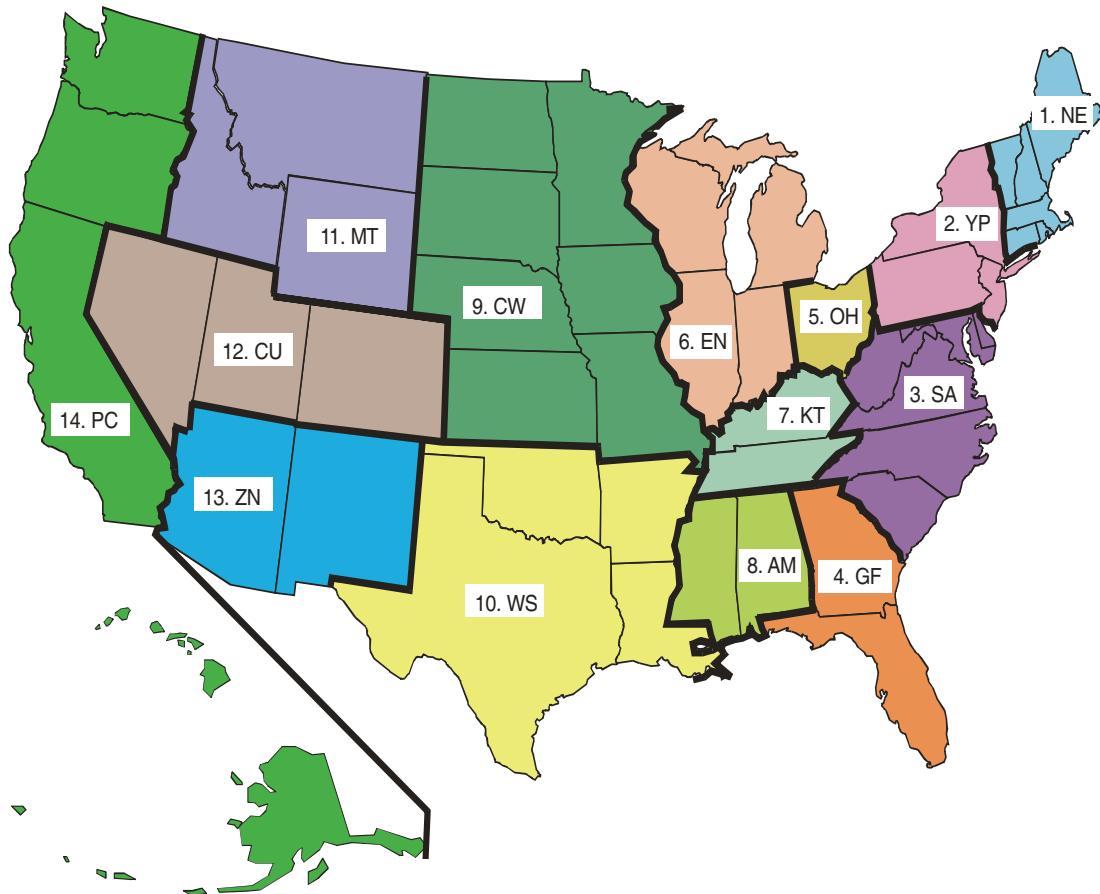 1. NE
2. YP
11. MT
9. CW
5. OH
6. EN
12. CU
3. SA
14. PC
7. KT
13. ZN
8. AM
4. GF
10. WS